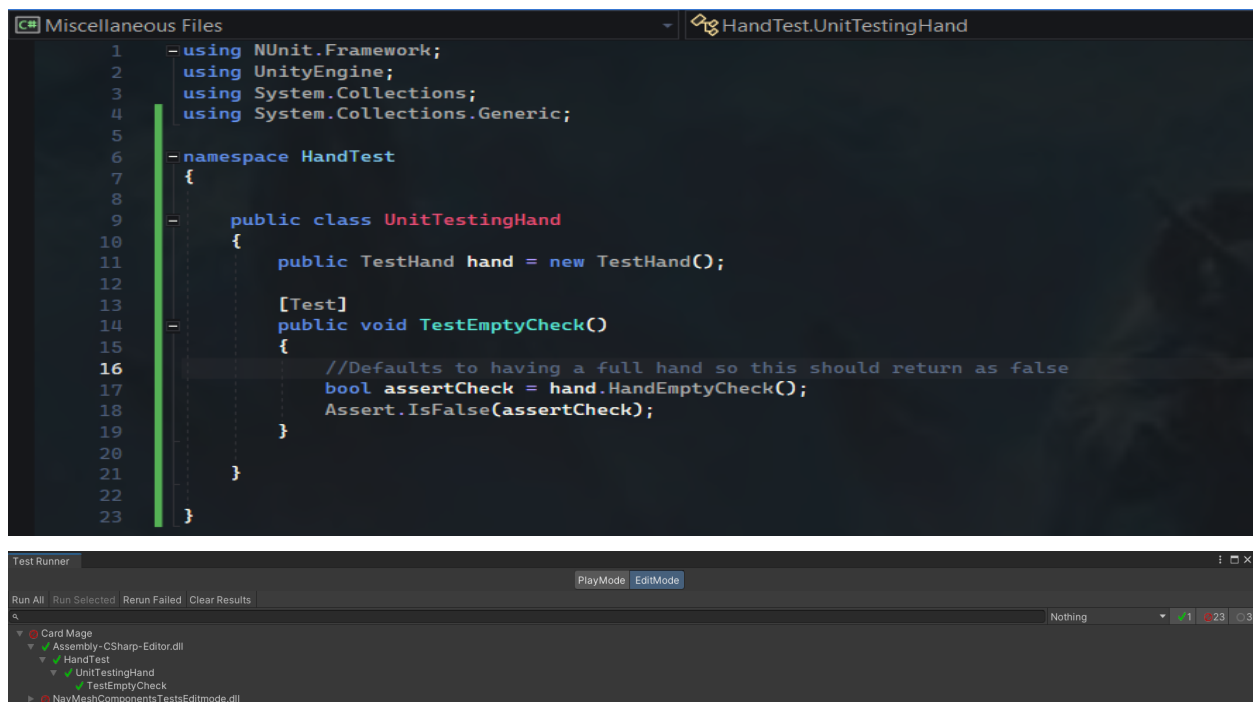 C# Miscellaneous Files HandTest.UnitTestingHand
1 using NUnit.Framework;
2 using UnityEngine;
3 using System.Collections;
4 using System.Collections.Generic;
5
6 namespace HandTest
7 {
8
9 public class UnitTestingHand
10 {
11 public TestHand hand = new TestHand();
12
13 [Test]
14 public void TestEmptyCheck()
15 {
16 //Defaults to having a full hand so this should return as false
17 bool assertCheck = hand.HandEmptyCheck();
18 Assert.IsFalse(assertCheck);
19 }
20
21 }
22
23 }
Test Runner
PlayMode EditMode
Run All Run Selected Rerun Failed Clear Results
Nothing 1 23 3
Card Mage
Assembly-CSharp-Editor.dll
HandTest
UnitTestingHand
TestEmptyCheck
NavMeshComponentsTestsEditmode.dll